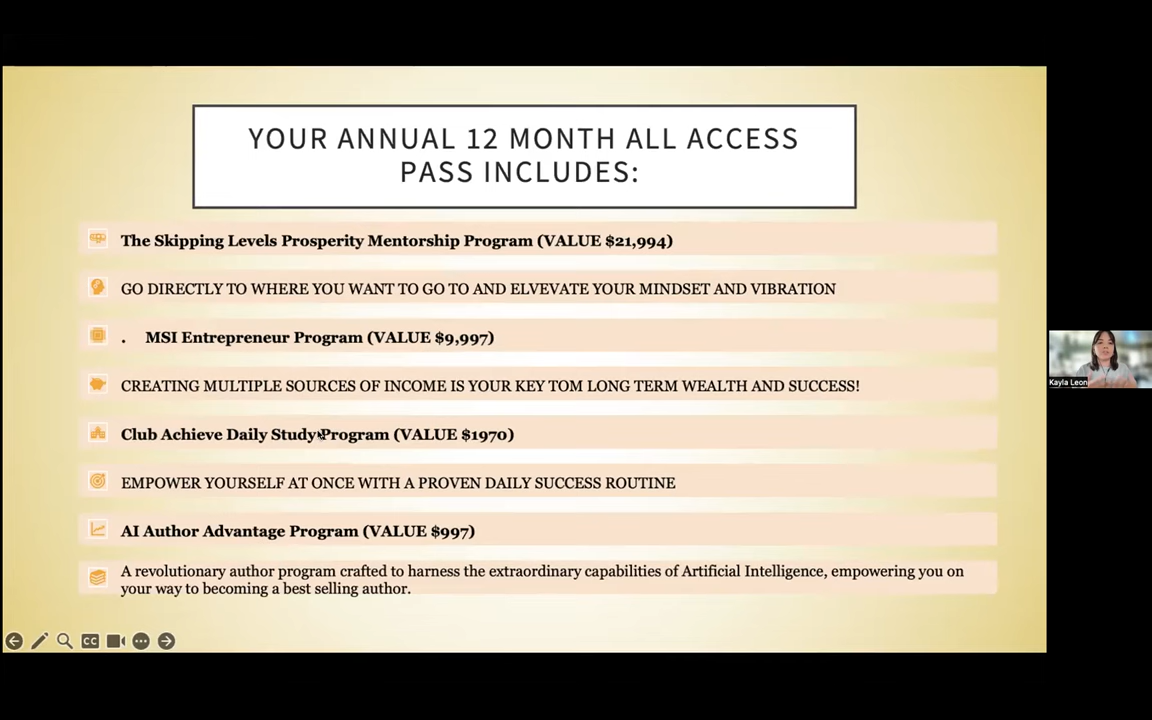 YOUR ANNUAL 12 MONTH ALL ACCESS
PASS INCLUDES:
The Skipping Levels Prosperity Mentorship Program (VALUE $21,994)
GO DIRECTLY TO WHERE YOU WANT TO GO TO AND ELVEVATE YOUR MINDSET AND VIBRATION
. MSI Entrepreneur Program (VALUE $9,997)
CREATING MULTIPLE SOURCES OF INCOME IS YOUR KEY TOM LONG TERM WEALTH AND SUCCESS!
Club Achieve Daily Study Program (VALUE $1970)
EMPOWER YOURSELF AT ONCE WITH A PROVEN DAILY SUCCESS ROUTINE
AI Author Advantage Program (VALUE $997)
A revolutionary author program crafted to harness the extraordinary capabilities of Artificial Intelligence, empowering you on
your way to becoming a best selling author.
CC
Kayla Leon